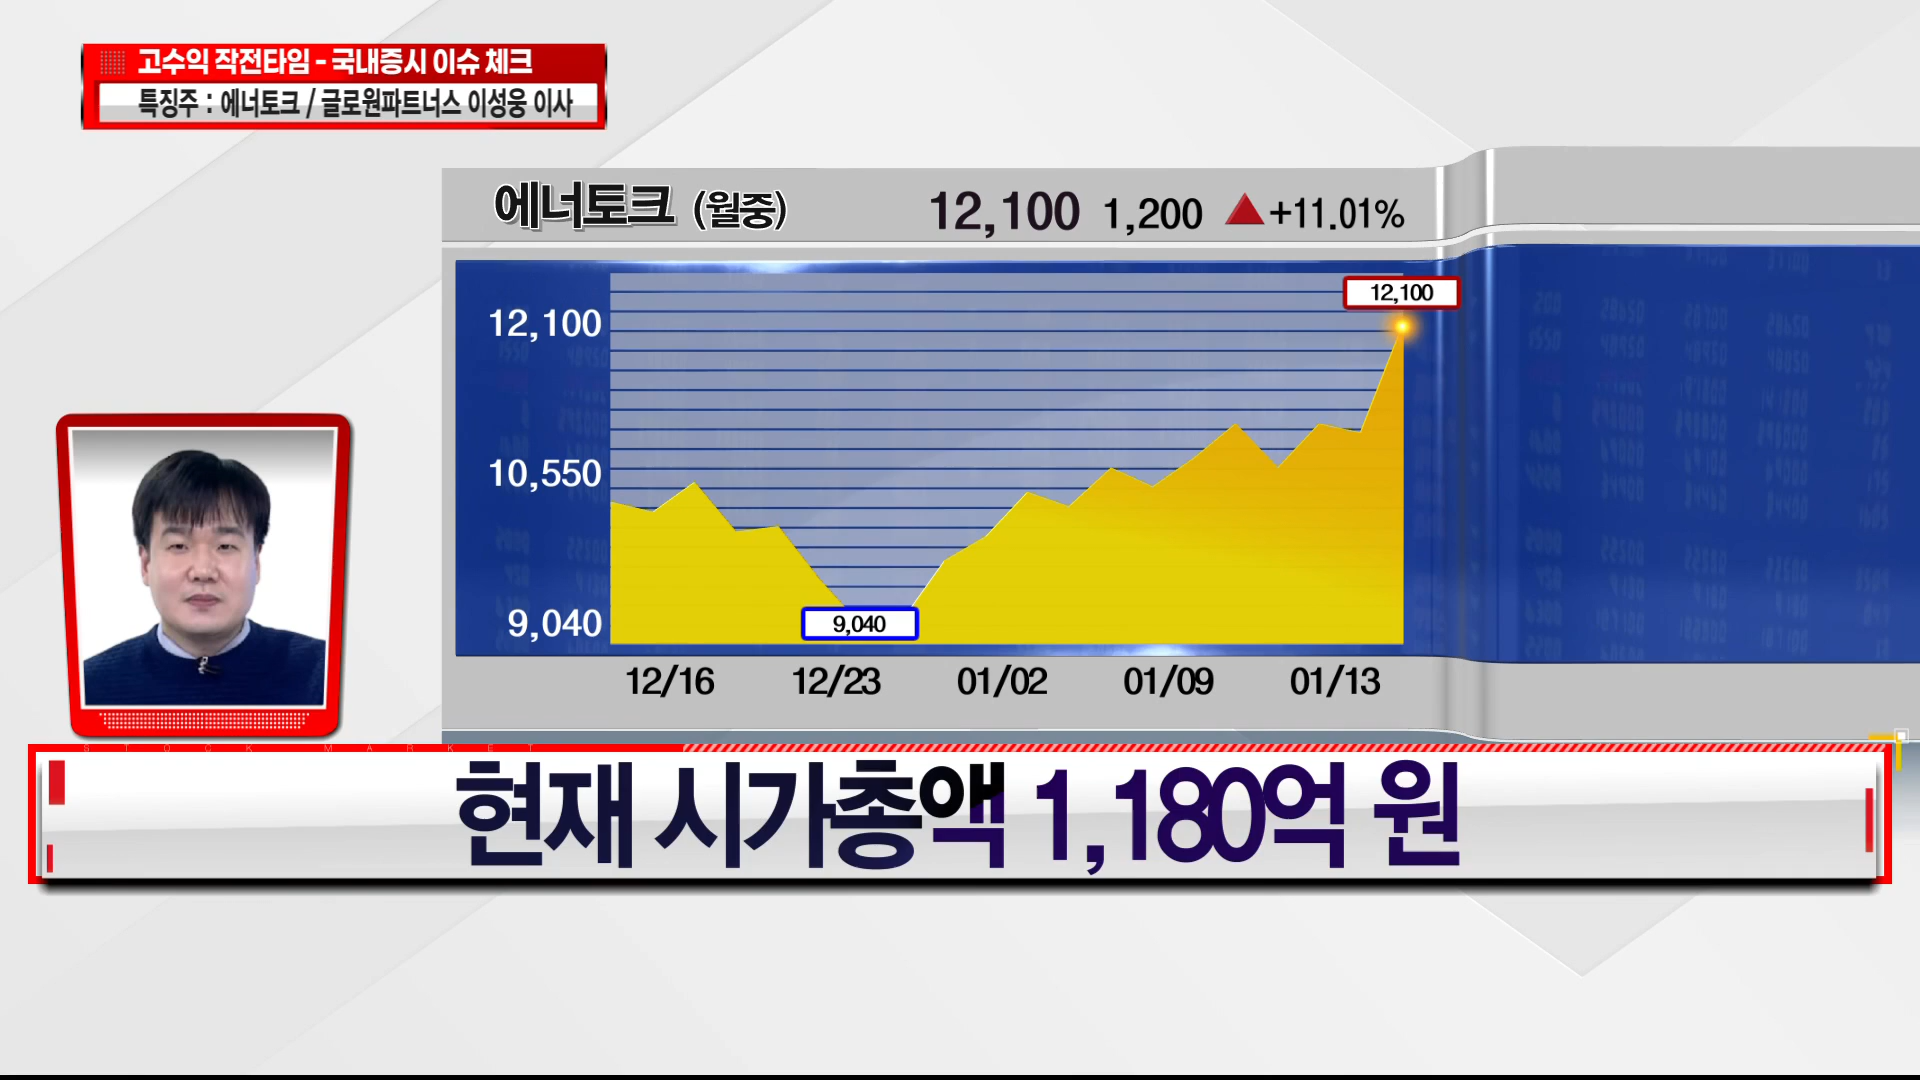 고수익 작전타임 - 국내증시 이슈 체크
특징주 : 에너토크 / 글로원파트너스 이성웅 이사
에너토크 (월중) 12,100 1,200 ▲+11.01%
12,100
12,100
10,550
9,040
9,040
12/16 12/23 01/02 01/09 01/13
STOCK MARKET
현재 시가총액 1,180억 원